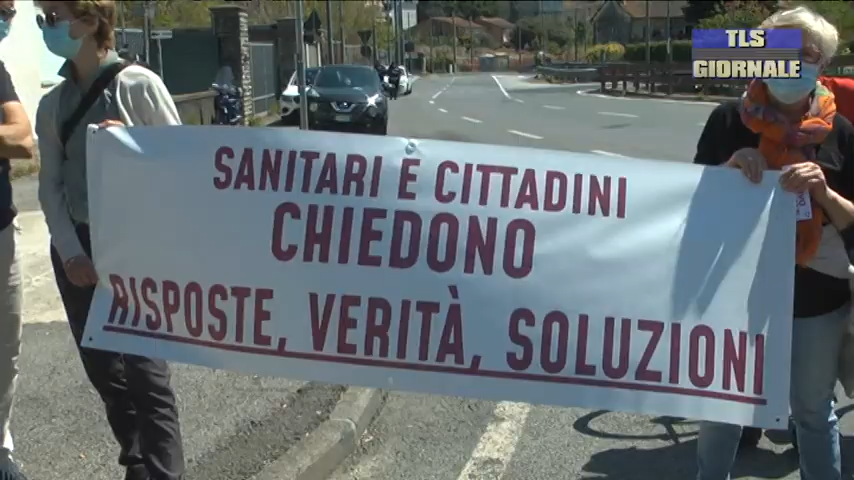 TLS
GIORNALE
SANITARI E CITTADINI
CHIEDONO
RISPOSTE, VERITÀ, SOLUZIONI